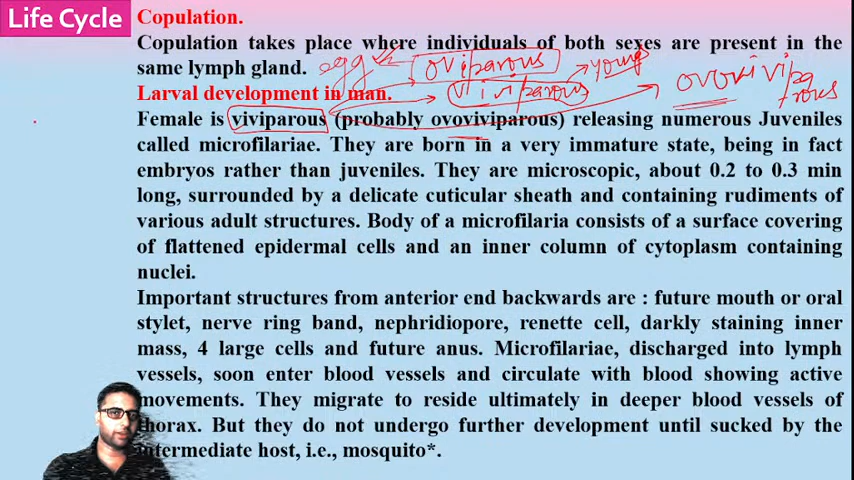 Life Cycle
Copulation.
Copulation takes place where individuals of both sexes are present in the
same lymph gland.
egg
oviparous
young
Larval development in man.
viviparous
ovovivipa
rous
Female is viviparous (probably ovoviviparous) releasing numerous Juveniles
called microfilariae. They are born in a very immature state, being in fact
embryos rather than juveniles. They are microscopic, about 0.2 to 0.3 min
long, surrounded by a delicate cuticular sheath and containing rudiments of
various adult structures. Body of a microfilaria consists of a surface covering
of flattened epidermal cells and an inner column of cytoplasm containing
nuclei.
Important structures from anterior end backwards are : future mouth or oral
stylet, nerve ring band, nephridiopore, renette cell, darkly staining inner
mass, 4 large cells and future anus. Microfilariae, discharged into lymph
vessels, soon enter blood vessels and circulate with blood showing active
movements. They migrate to reside ultimately in deeper blood vessels of
thorax. But they do not undergo further development until sucked by the
intermediate host, i.e., mosquito*.